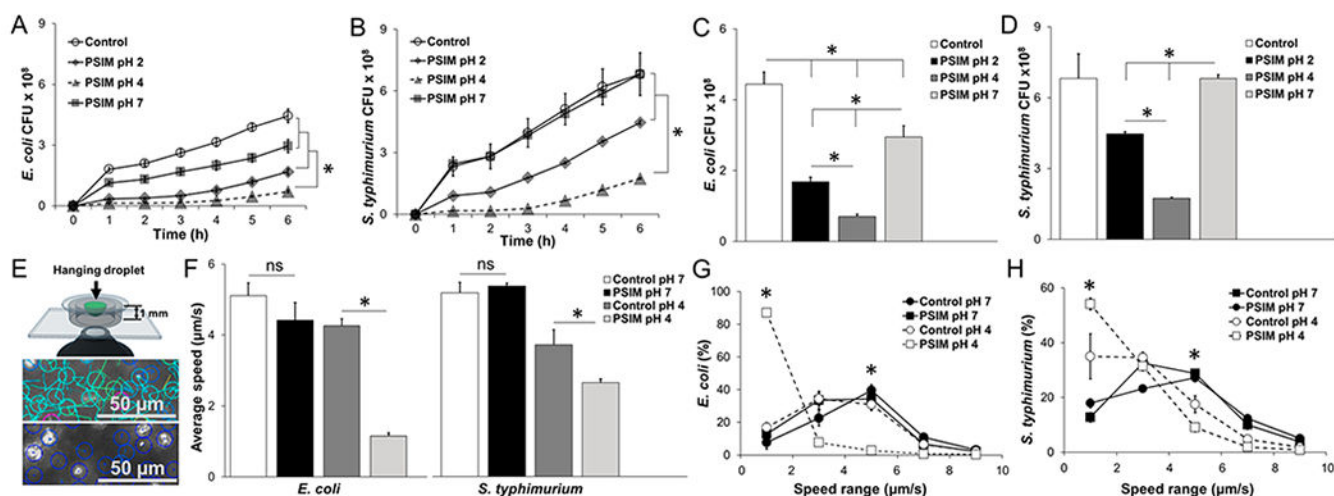 A
E. coli CFU x 10⁸
9
6
3
0
Control
PSIM pH 2
PSIM pH 4
PSIM pH 7
*
0 1 2 3 4 5 6
Time (h)
B
S. typhimurium CFU x 10⁸
9
6
3
0
Control
PSIM pH 2
PSIM pH 4
PSIM pH 7
*
0 1 2 3 4 5 6
Time (h)
C
E. coli CFU x 10⁸
6
4
2
0
*
*
*
Control
PSIM pH 2
PSIM pH 4
PSIM pH 7
D
S. typhimurium CFU x 10⁸
9
6
3
0
*
*
Control
PSIM pH 2
PSIM pH 4
PSIM pH 7
E
Hanging droplet
1 mm
50 µm
50 µm
F
Average speed (µm/s)
6
4
2
0
ns
*
ns
*
Control pH 7
PSIM pH 7
Control pH 4
PSIM pH 4
E. coli
S. typhimurium
G
E. coli (%)
100
80
60
40
20
0
*
*
Control pH 7
PSIM pH 7
Control pH 4
PSIM pH 4
0 2 4 6 8 10
Speed range (µm/s)
H
S. typhimurium (%)
60
40
20
0
*
*
Control pH 7
PSIM pH 7
Control pH 4
PSIM pH 4
0 2 4 6 8 10
Speed range (µm/s)